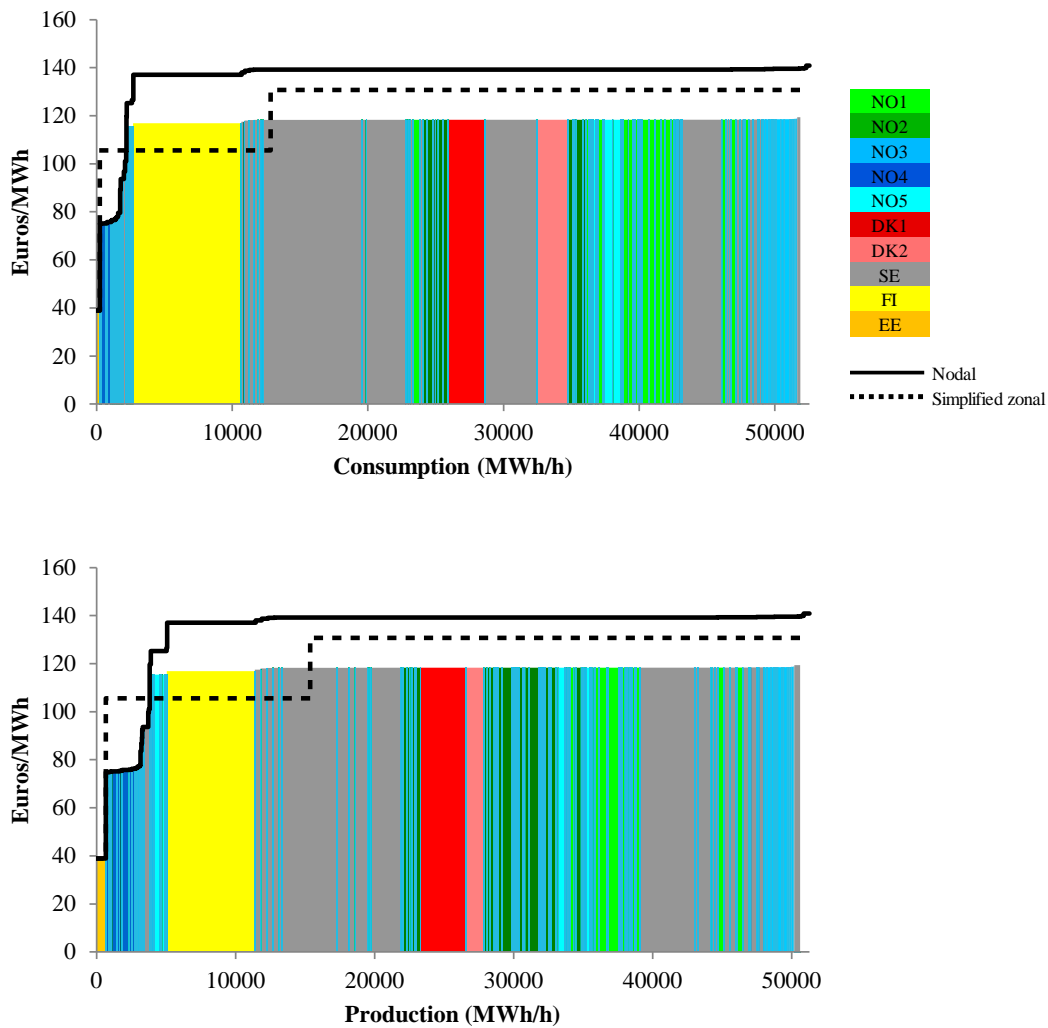 160
140
120
100
80
60
40
20
0
Euros/MWh
0 10000 20000 30000 40000 50000
Consumption (MWh/h)
NO1
NO2
NO3
NO4
NO5
DK1
DK2
SE
FI
EE
Nodal
Simplified zonal
160
140
120
100
80
60
40
20
0
Euros/MWh
0 10000 20000 30000 40000 50000
Production (MWh/h)